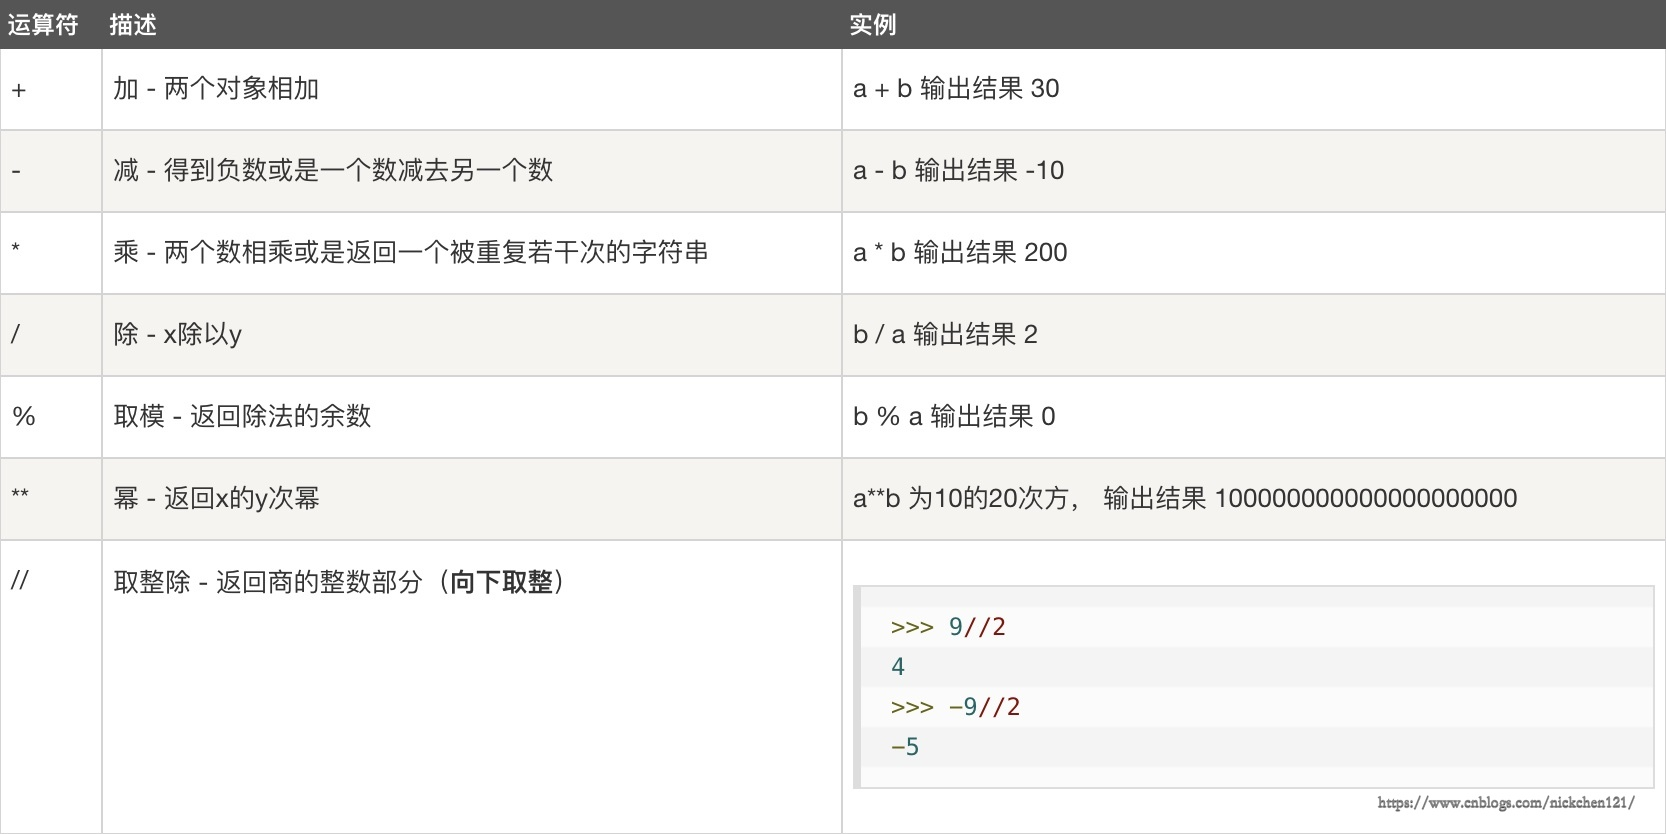 运算符 描述 实例
+ 加 - 两个对象相加 a + b 输出结果 30
- 减 - 得到负数或是一个数减去另一个数 a - b 输出结果 -10
* 乘 - 两个数相乘或是返回一个被重复若干次的字符串 a * b 输出结果 200
/ 除 - x除以y b / a 输出结果 2
% 取模 - 返回除法的余数 b % a 输出结果 0
** 幂 - 返回x的y次幂 a**b 为10的20次方， 输出结果 100000000000000000000
// 取整除 - 返回商的整数部分（向下取整）
>>> 9//2
4
>>> -9//2
-5
https://www.cnblogs.com/nickchen121/